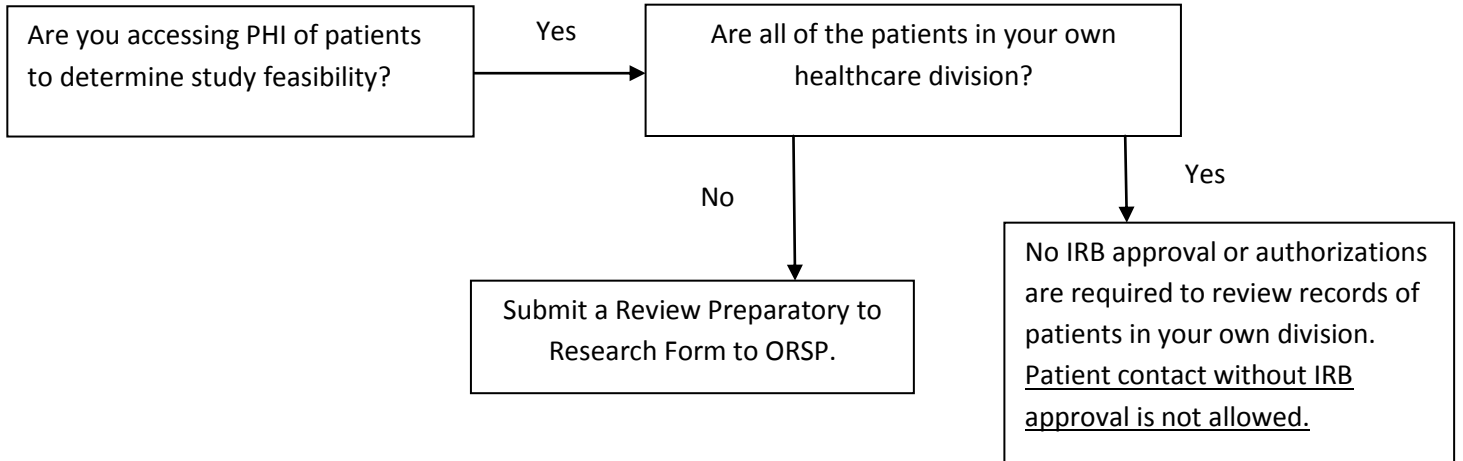 Are you accessing PHI of patients
to determine study feasibility?
Yes
Are all of the patients in your own
healthcare division?
No
Yes
Submit a Review Preparatory to
Research Form to ORSP.
No IRB approval or authorizations
are required to review records of
patients in your own division.
Patient contact without IRB
approval is not allowed.